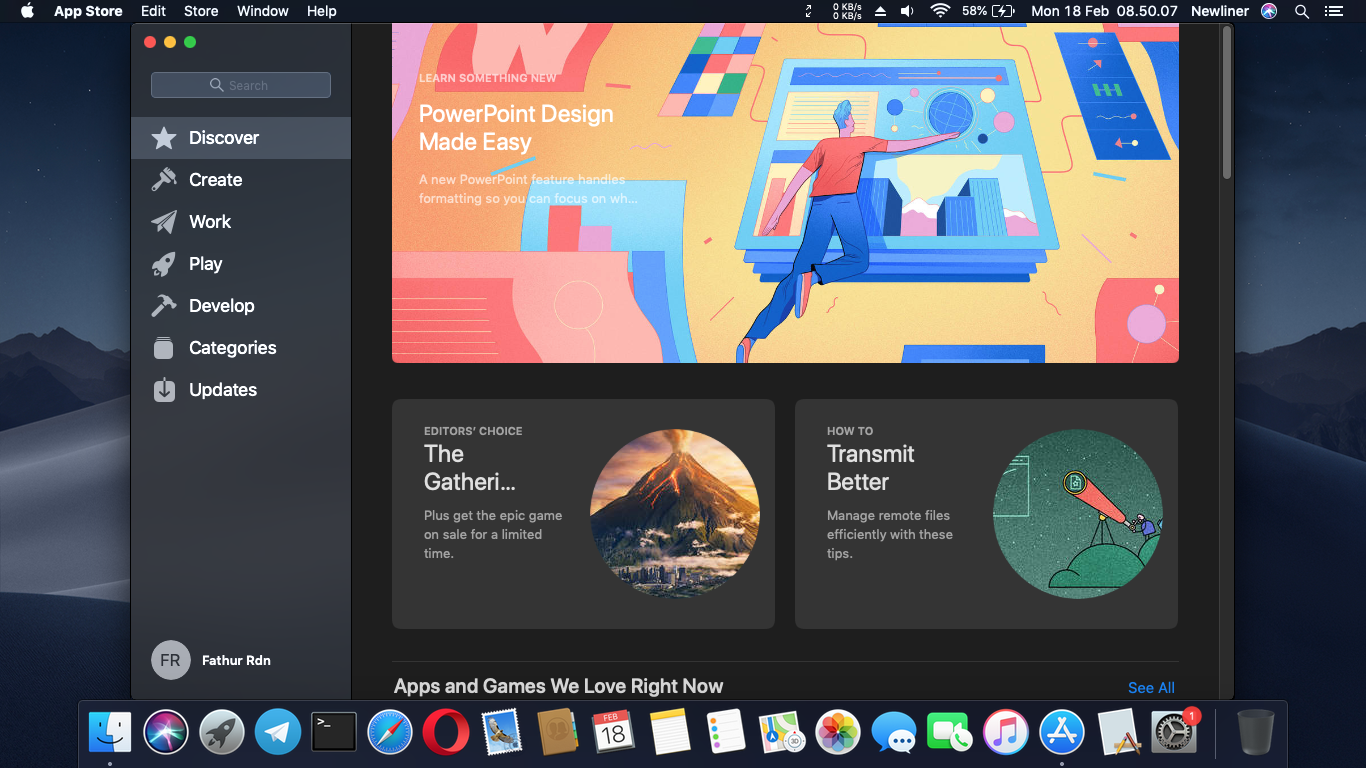 App Store Edit Store Window Help
0 KB/s
0 KB/s
58%
Mon 18 Feb 08.50.07 Newliner
Search
Discover
Create
Work
Play
Develop
Categories
Updates
FR Fathur Rdn
LEARN SOMETHING NEW
PowerPoint Design
Made Easy
A new PowerPoint feature handles
formatting so you can focus on wh...
EDITORS' CHOICE
The
Gatheri...
Plus get the epic game
on sale for a limited
time.
HOW TO
Transmit
Better
Manage remote files
efficiently with these
tips.
Apps and Games We Love Right Now
See All
>_
FEB
18
3D
1